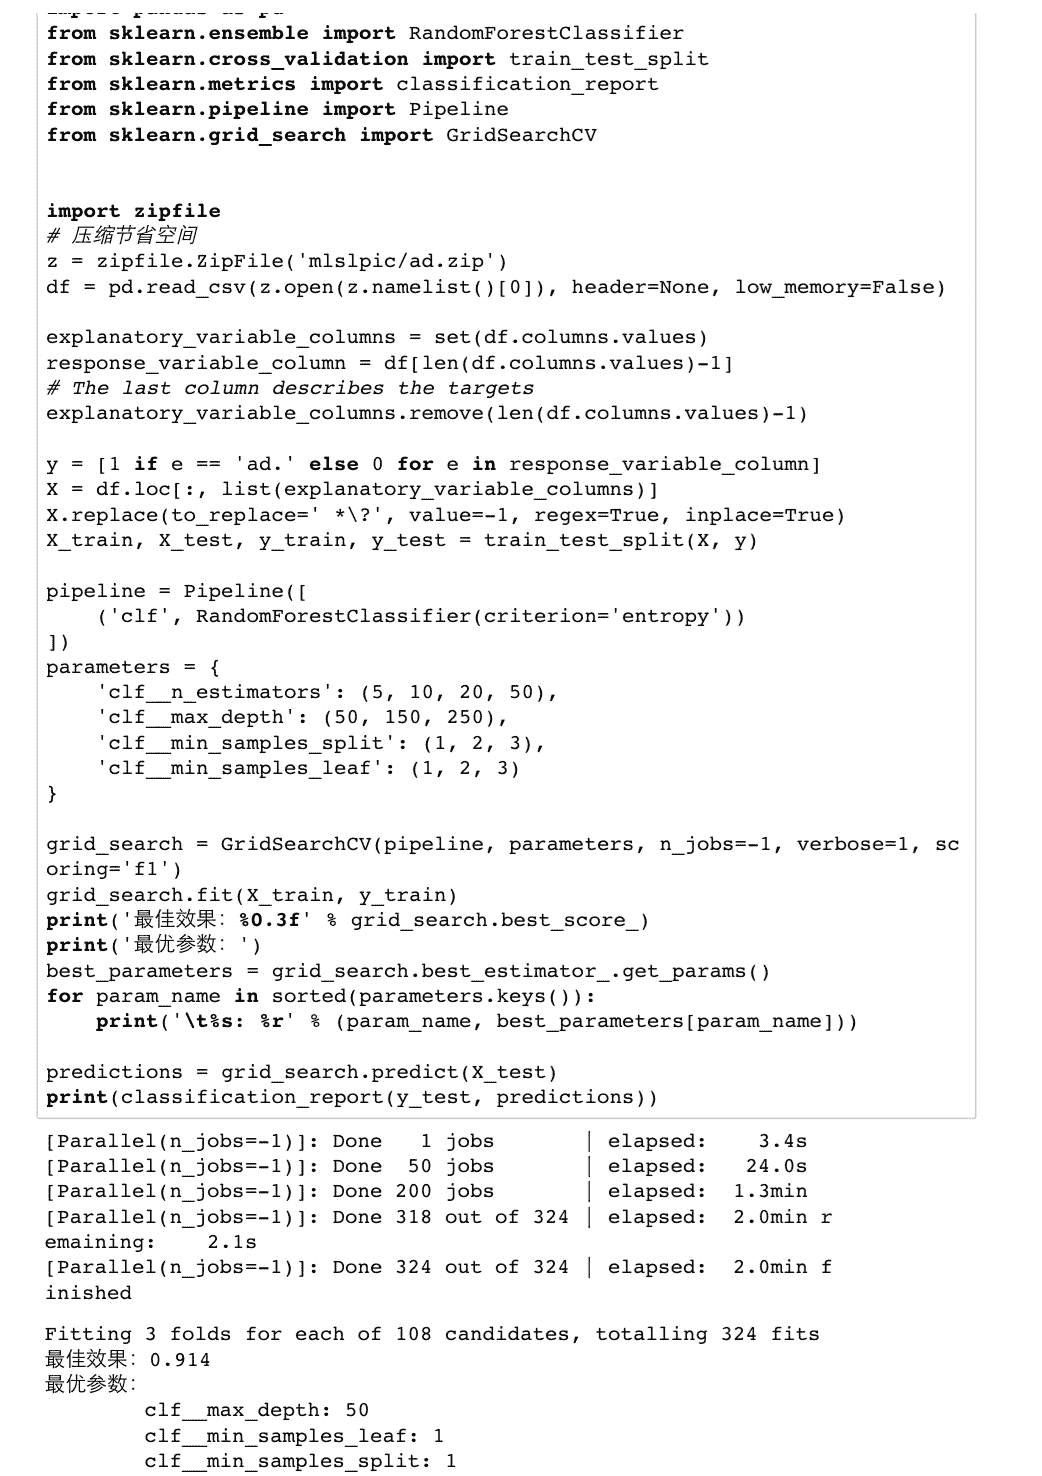 import pandas as pd
from sklearn.ensemble import RandomForestClassifier
from sklearn.cross_validation import train_test_split
from sklearn.metrics import classification_report
from sklearn.pipeline import Pipeline
from sklearn.grid_search import GridSearchCV
import zipfile
# 压缩节省空间
z = zipfile.ZipFile('mlslpic/ad.zip')
df = pd.read_csv(z.open(z.namelist()[0]), header=None, low_memory=False)
explanatory_variable_columns = set(df.columns.values)
response_variable_column = df[len(df.columns.values)-1]
# The last column describes the targets
explanatory_variable_columns.remove(len(df.columns.values)-1)
y = [1 if e == 'ad.' else 0 for e in response_variable_column]
X = df.loc[:, list(explanatory_variable_columns)]
X.replace(to_replace=' *\?', value=-1, regex=True, inplace=True)
X_train, X_test, y_train, y_test = train_test_split(X, y)
pipeline = Pipeline([
    ('clf', RandomForestClassifier(criterion='entropy'))
])
parameters = {
    'clf__n_estimators': (5, 10, 20, 50),
    'clf__max_depth': (50, 150, 250),
    'clf__min_samples_split': (1, 2, 3),
    'clf__min_samples_leaf': (1, 2, 3)
}
grid_search = GridSearchCV(pipeline, parameters, n_jobs=-1, verbose=1, sc
oring='f1')
grid_search.fit(X_train, y_train)
print('最佳效果：%0.3f' % grid_search.best_score_)
print('最优参数：')
best_parameters = grid_search.best_estimator_.get_params()
for param_name in sorted(parameters.keys()):
    print('\t%s: %r' % (param_name, best_parameters[param_name]))
predictions = grid_search.predict(X_test)
print(classification_report(y_test, predictions))
[Parallel(n_jobs=-1)]: Done   1 jobs       | elapsed:    3.4s
[Parallel(n_jobs=-1)]: Done  50 jobs       | elapsed:   24.0s
[Parallel(n_jobs=-1)]: Done 200 jobs       | elapsed:  1.3min
[Parallel(n_jobs=-1)]: Done 318 out of 324 | elapsed:  2.0min r
emaining:    2.1s
[Parallel(n_jobs=-1)]: Done 324 out of 324 | elapsed:  2.0min f
inished
Fitting 3 folds for each of 108 candidates, totalling 324 fits
最佳效果：0.914
最优参数：
        clf__max_depth: 50
        clf__min_samples_leaf: 1
        clf__min_samples_split: 1